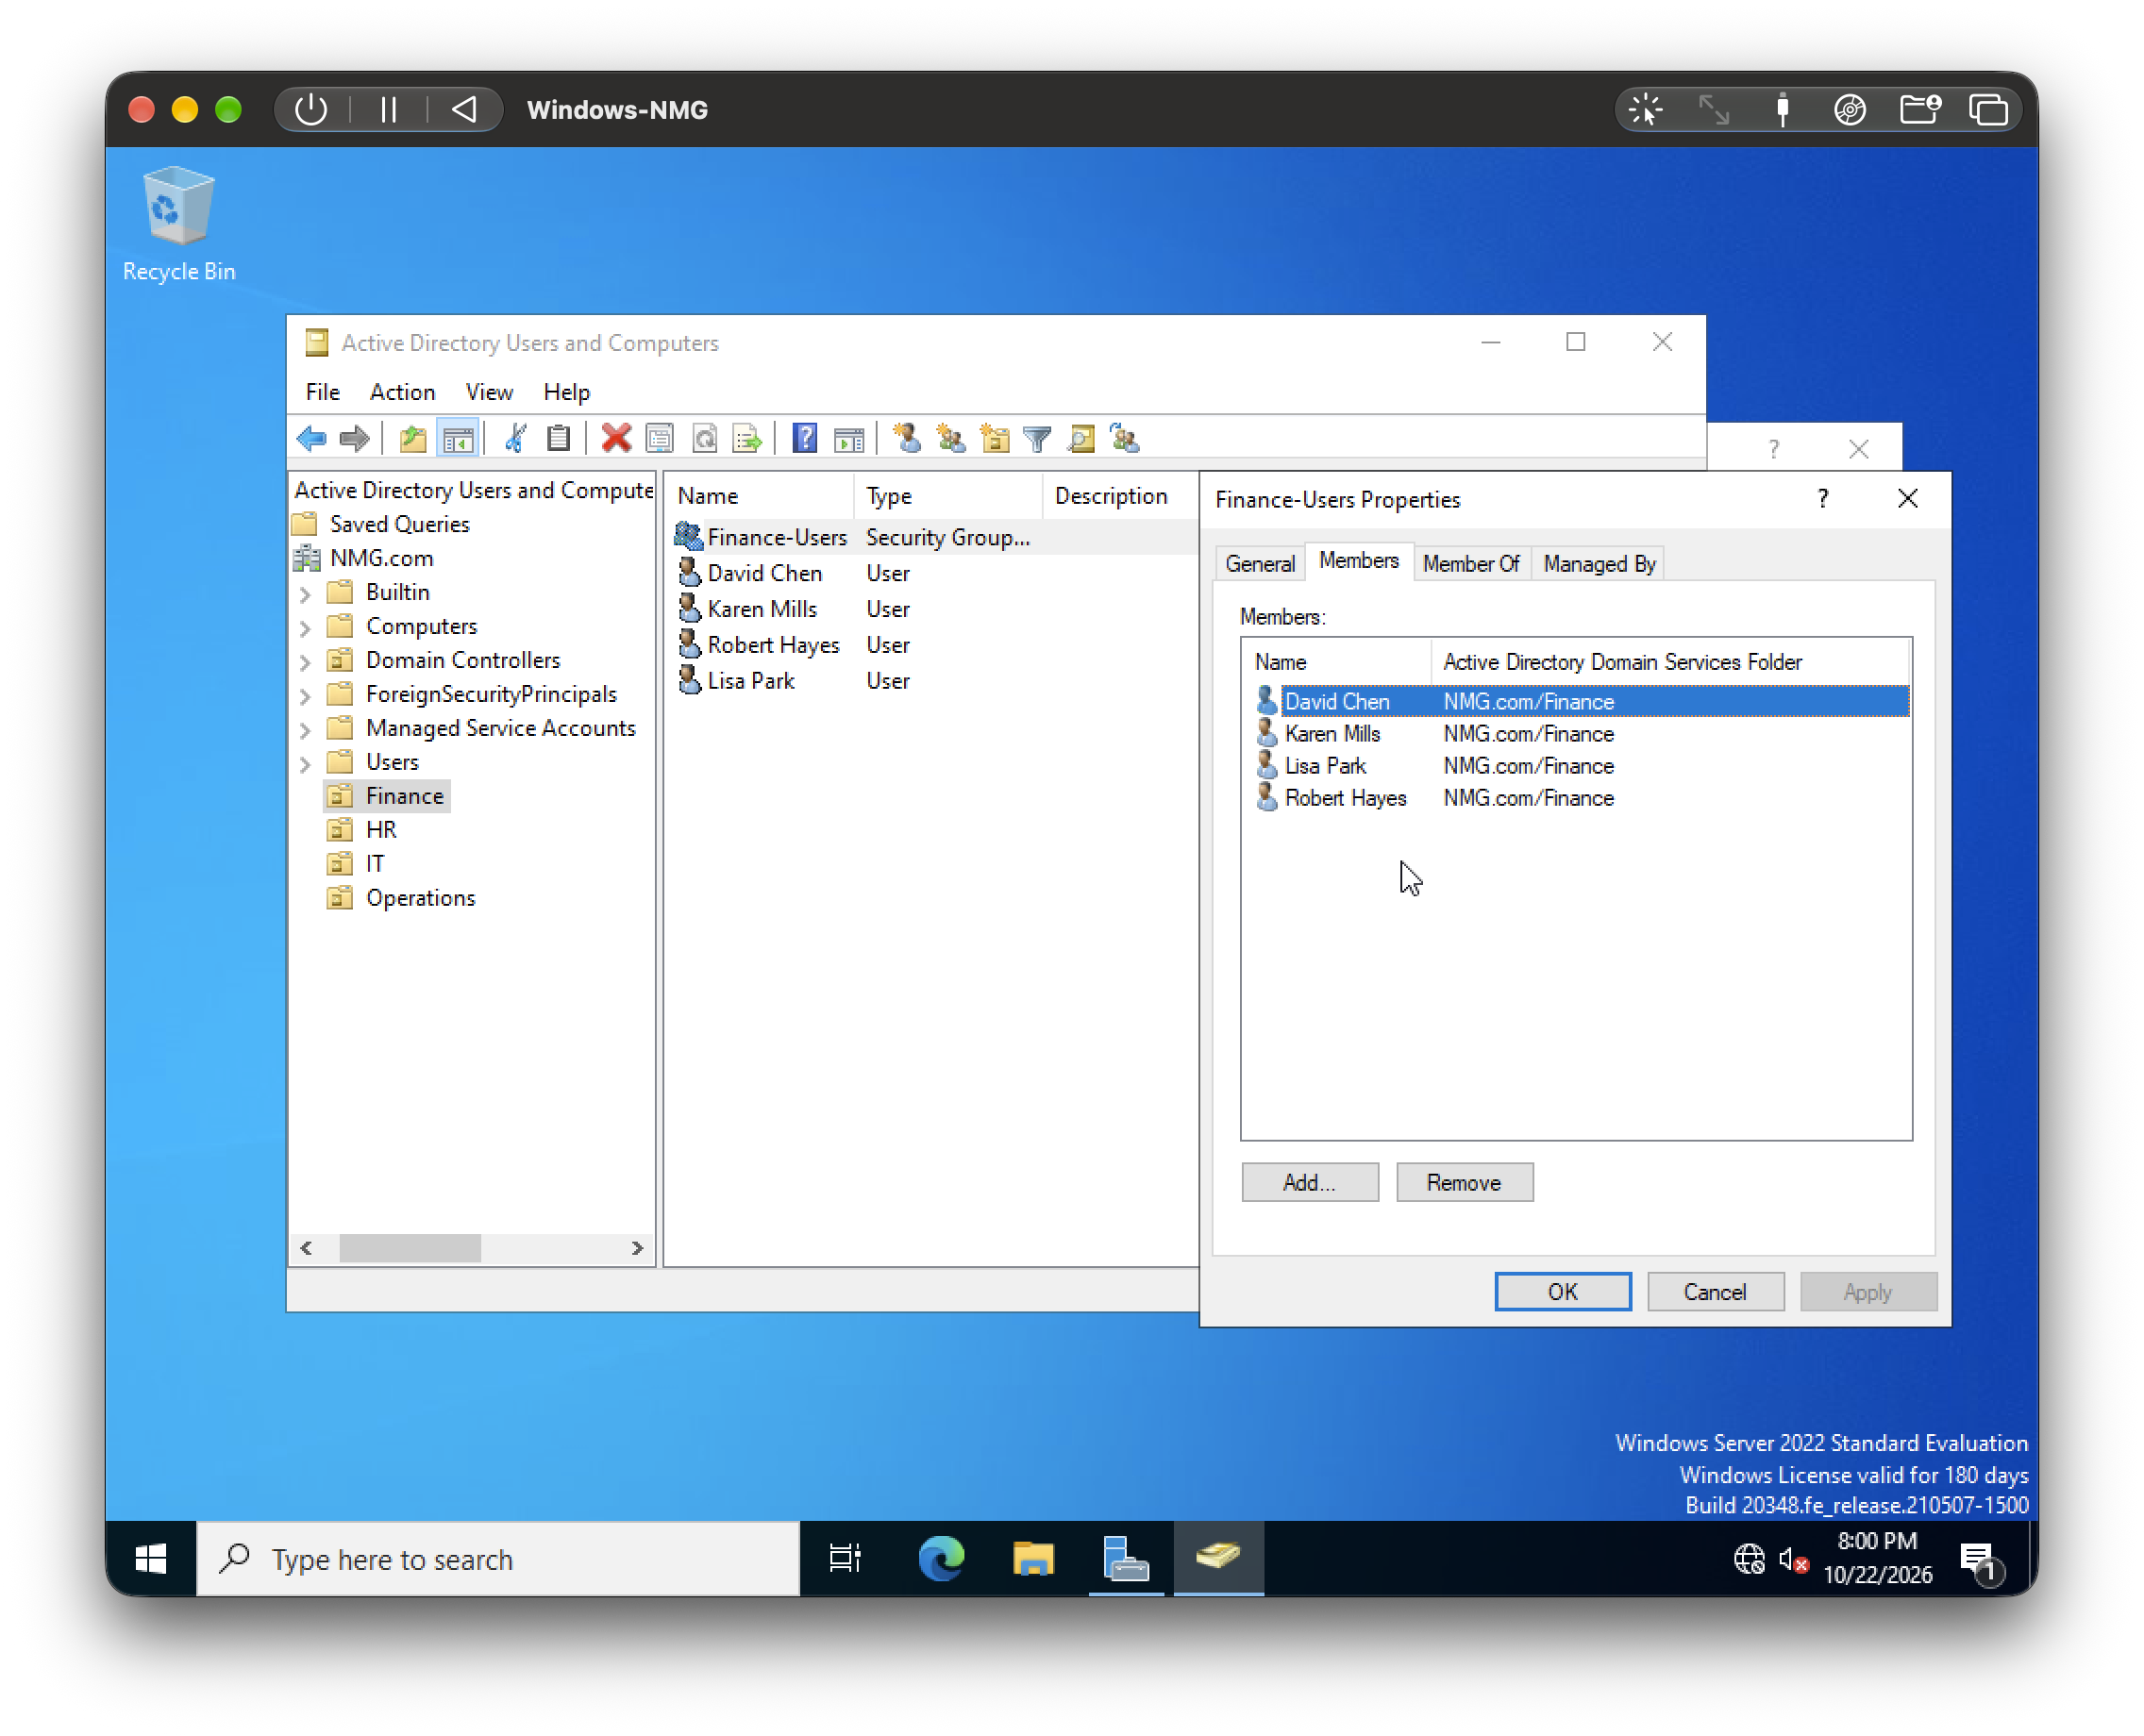 Windows-NMG
Recycle Bin
Active Directory Users and Computers
File Action View Help
?
Active Directory Users and Compute
Saved Queries
NMG.com
Builtin
Computers
Domain Controllers
ForeignSecurityPrincipals
Managed Service Accounts
Users
Finance
HR
IT
Operations
Name Type Description
Finance-Users Security Group...
David Chen User
Karen Mills User
Robert Hayes User
Lisa Park User
Finance-Users Properties ?
General Members Member Of Managed By
Members:
Name Active Directory Domain Services Folder
David Chen NMG.com/Finance
Karen Mills NMG.com/Finance
Lisa Park NMG.com/Finance
Robert Hayes NMG.com/Finance
Add... Remove
OK Cancel Apply
Windows Server 2022 Standard Evaluation
Windows License valid for 180 days
Build 20348.fe_release.210507-1500
Type here to search
8:00 PM
10/22/2026
1